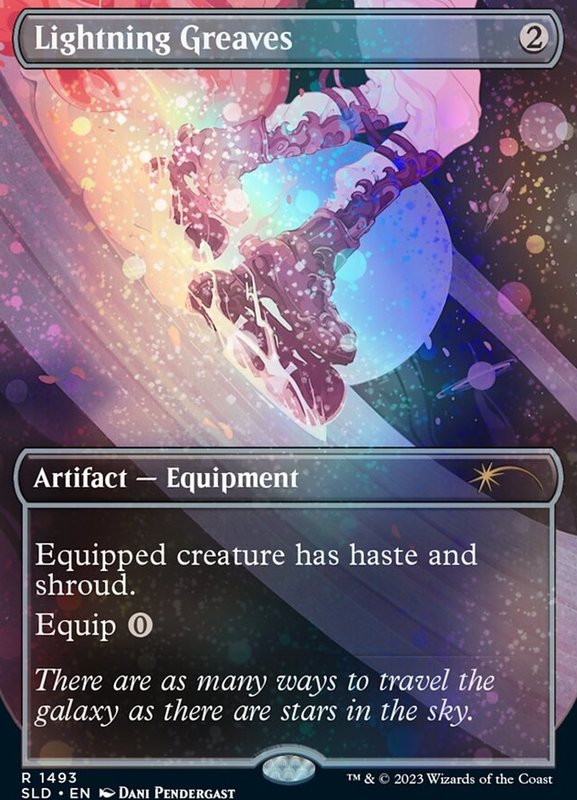 Lightning Greaves 2
Artifact — Equipment
Equipped creature has haste and
shroud.
Equip 0
There are as many ways to travel the
galaxy as there are stars in the sky.
R 1493
SLD • EN Dani Pendergast
™ & © 2023 Wizards of the Coast